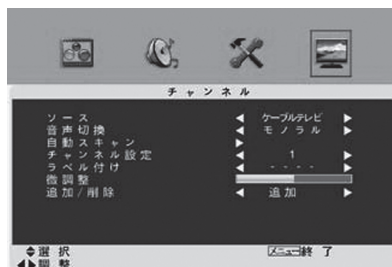 チャンネル
ソース ◀ ケーブルテレビ ▶
音声切換 ◀ モノラル ▶
自動スキャン ▶
チャンネル設定 ◀ 1 ▶
ラベル付け ◀ - - - - ▶
微調整
追加/削除 ◀ 追加 ▶
選択 メニュー終了
調整